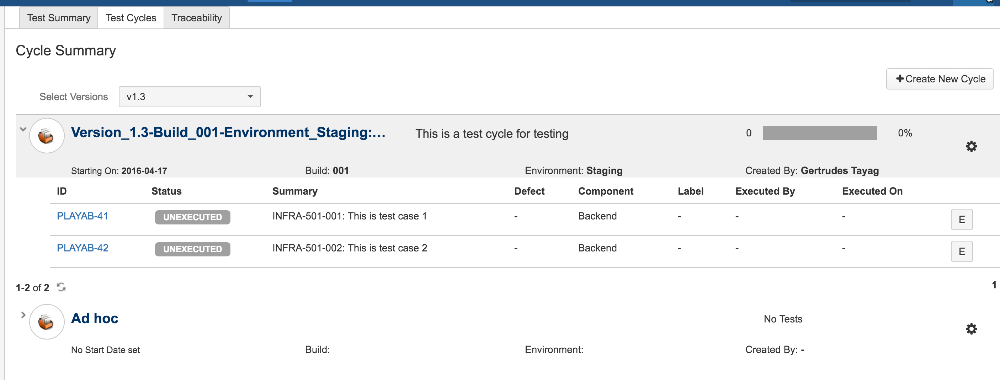 Test Summary Test Cycles Traceability
Cycle Summary
+Create New Cycle
Select Versions v1.3
Version_1.3-Build_001-Environment_Staging:... This is a test cycle for testing 0 0%
Starting On: 2016-04-17 Build: 001 Environment: Staging Created By: Gertrudes Tayag
ID Status Summary Defect Component Label Executed By Executed On
PLAYAB-41 UNEXECUTED INFRA-501-001: This is test case 1 - Backend - - - E
PLAYAB-42 UNEXECUTED INFRA-501-002: This is test case 2 - Backend - - - E
1-2 of 2 1
Ad hoc No Tests
No Start Date set Build: Environment: Created By: -